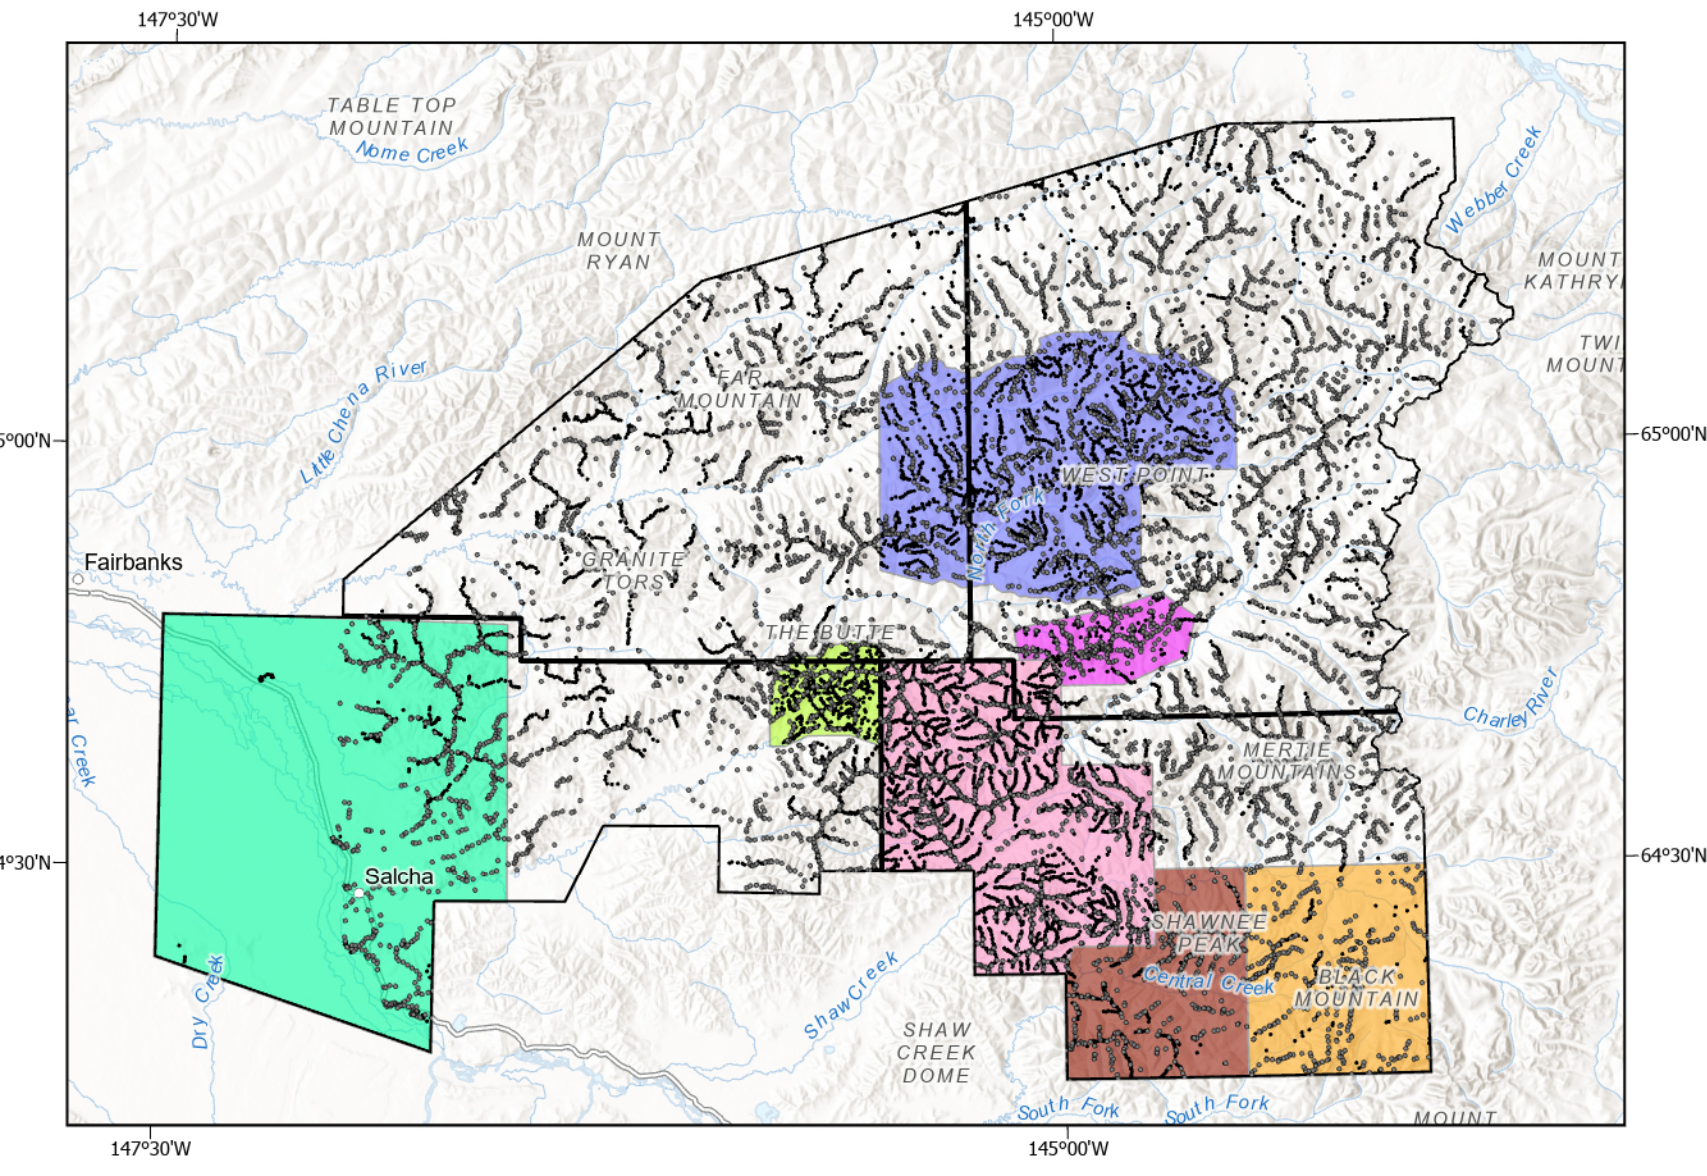 147°30'W
145°00'W
TABLE TOP
MOUNTAIN
Nome Creek
Webber Creek
MOUNT
RYAN
MOUNT
KATHRY
TWI
MOUNT
Little Chena River
FAR
MOUNTAIN
5°00'N
65°00'N
WEST POINT
North Fork
Fairbanks
GRANITE
TORS
THE BUTTE
Charley River
ar Creek
MERTIE
MOUNTAINS
4°30'N
64°30'N
Salcha
SHAWNEE
PEAK
Central Creek
BLACK
MOUNTAIN
Dry Creek
Shaw Creek
SHAW
CREEK
DOME
South Fork
South Fork
MOUNT
147°30'W
145°00'W